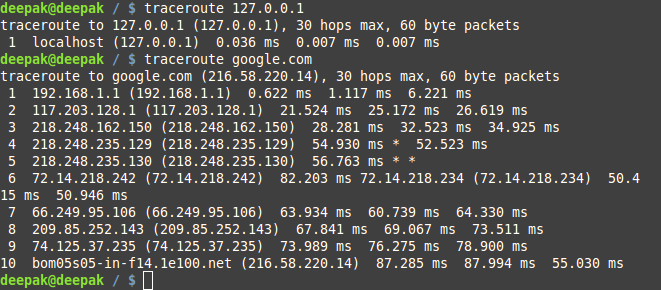 deepak@deepak / $ traceroute 127.0.0.1
traceroute to 127.0.0.1 (127.0.0.1), 30 hops max, 60 byte packets
 1  localhost (127.0.0.1)  0.036 ms  0.007 ms  0.007 ms
deepak@deepak / $ traceroute google.com
traceroute to google.com (216.58.220.14), 30 hops max, 60 byte packets
 1  192.168.1.1 (192.168.1.1)  0.622 ms  1.117 ms  6.221 ms
 2  117.203.128.1 (117.203.128.1)  21.524 ms  25.172 ms  26.619 ms
 3  218.248.162.150 (218.248.162.150)  28.281 ms  32.523 ms  34.925 ms
 4  218.248.235.129 (218.248.235.129)  54.930 ms *  52.523 ms
 5  218.248.235.130 (218.248.235.130)  56.763 ms * *
 6  72.14.218.242 (72.14.218.242)  82.203 ms 72.14.218.234 (72.14.218.234)  50.4
15 ms  50.946 ms
 7  66.249.95.106 (66.249.95.106)  63.934 ms  60.739 ms  64.330 ms
 8  209.85.252.143 (209.85.252.143)  67.841 ms  69.067 ms  73.511 ms
 9  74.125.37.235 (74.125.37.235)  73.989 ms  76.275 ms  78.900 ms
10  bom05s05-in-f14.1e100.net (216.58.220.14)  87.285 ms  87.994 ms  55.030 ms
deepak@deepak / $